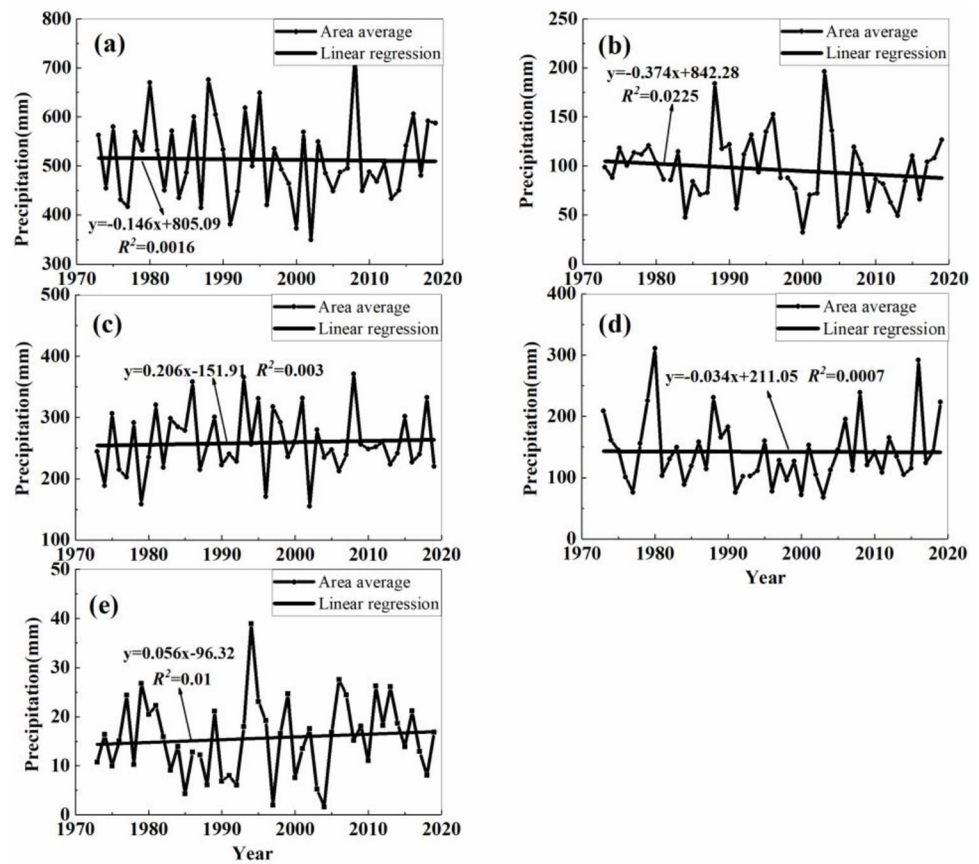 (a)
Area average
Linear regression
y=-0.146x+805.09
R²=0.0016
Precipitation(mm)
800
700
600
500
400
300
1970 1980 1990 2000 2010 2020
(b)
Area average
Linear regression
y=-0.374x+842.28
R²=0.0225
Precipitation(mm)
250
200
150
100
50
0
1970 1980 1990 2000 2010 2020
(c)
Area average
Linear regression
y=0.206x-151.91 R²=0.003
Precipitation(mm)
500
400
300
200
100
1970 1980 1990 2000 2010 2020
(d)
Area average
Linear regression
y=-0.034x+211.05 R²=0.0007
Precipitation(mm)
400
300
200
100
0
1970 1980 1990 2000 2010 2020
Year
(e)
Area average
Linear regression
y=0.056x-96.32
R²=0.01
Precipitation(mm)
50
40
30
20
10
0
1970 1980 1990 2000 2010 2020
Year